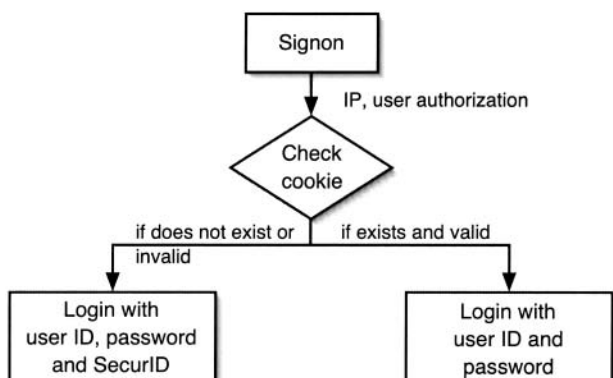 Signon
IP, user authorization
Check
cookie
if does not exist or
invalid
if exists and valid
Login with
user ID, password
and SecurID
Login with
user ID and
password